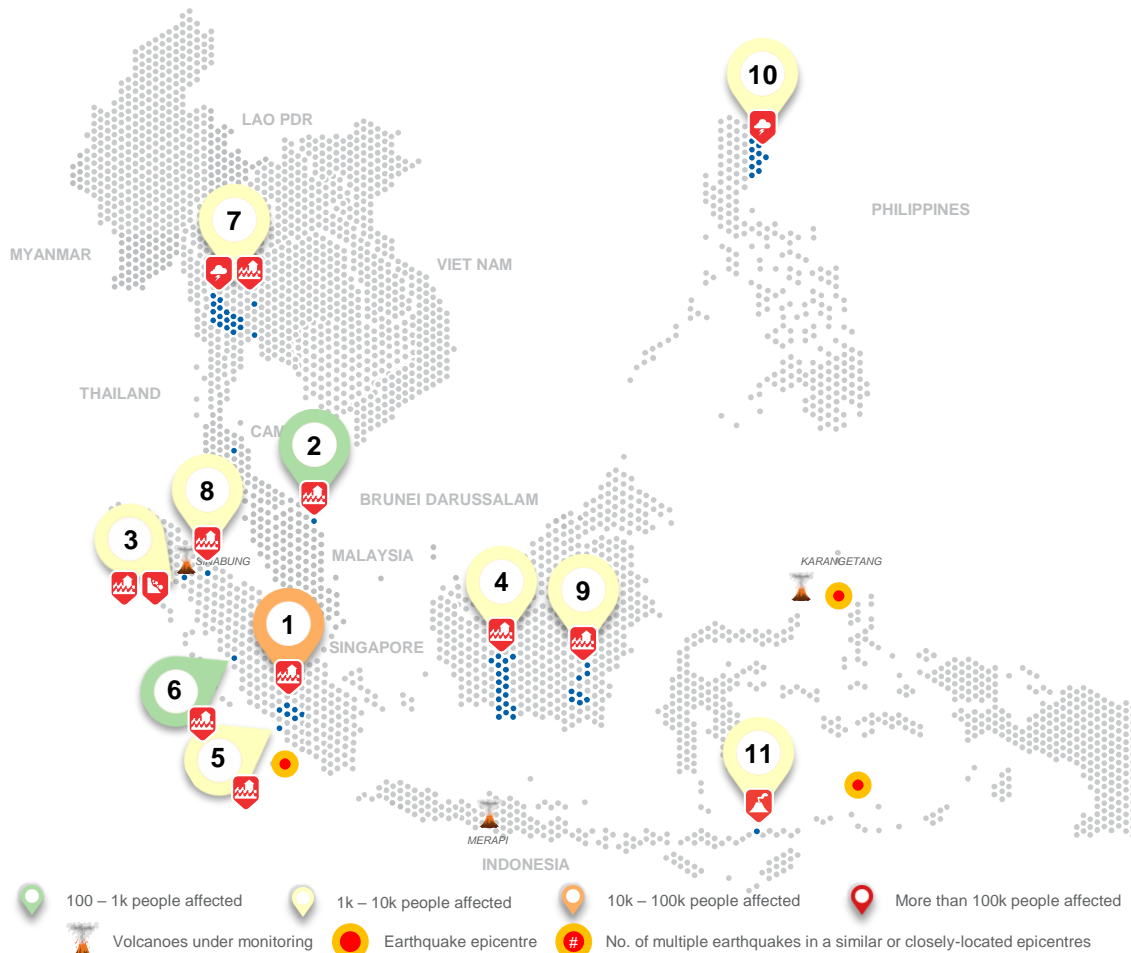 10
LAO PDR
PHILIPPINES
7
MYANMAR
VIET NAM
THAILAND
CAM
2
8
BRUNEI DARUSSALAM
3
SINABUNG
MALAYSIA
KARANGETANG
4
9
1
SINGAPORE
6
5
11
MERAPI
INDONESIA
100 – 1k people affected
1k – 10k people affected
10k – 100k people affected
More than 100k people affected
Volcanoes under monitoring
Earthquake epicentre
#
No. of multiple earthquakes in a similar or closely-located epicentres